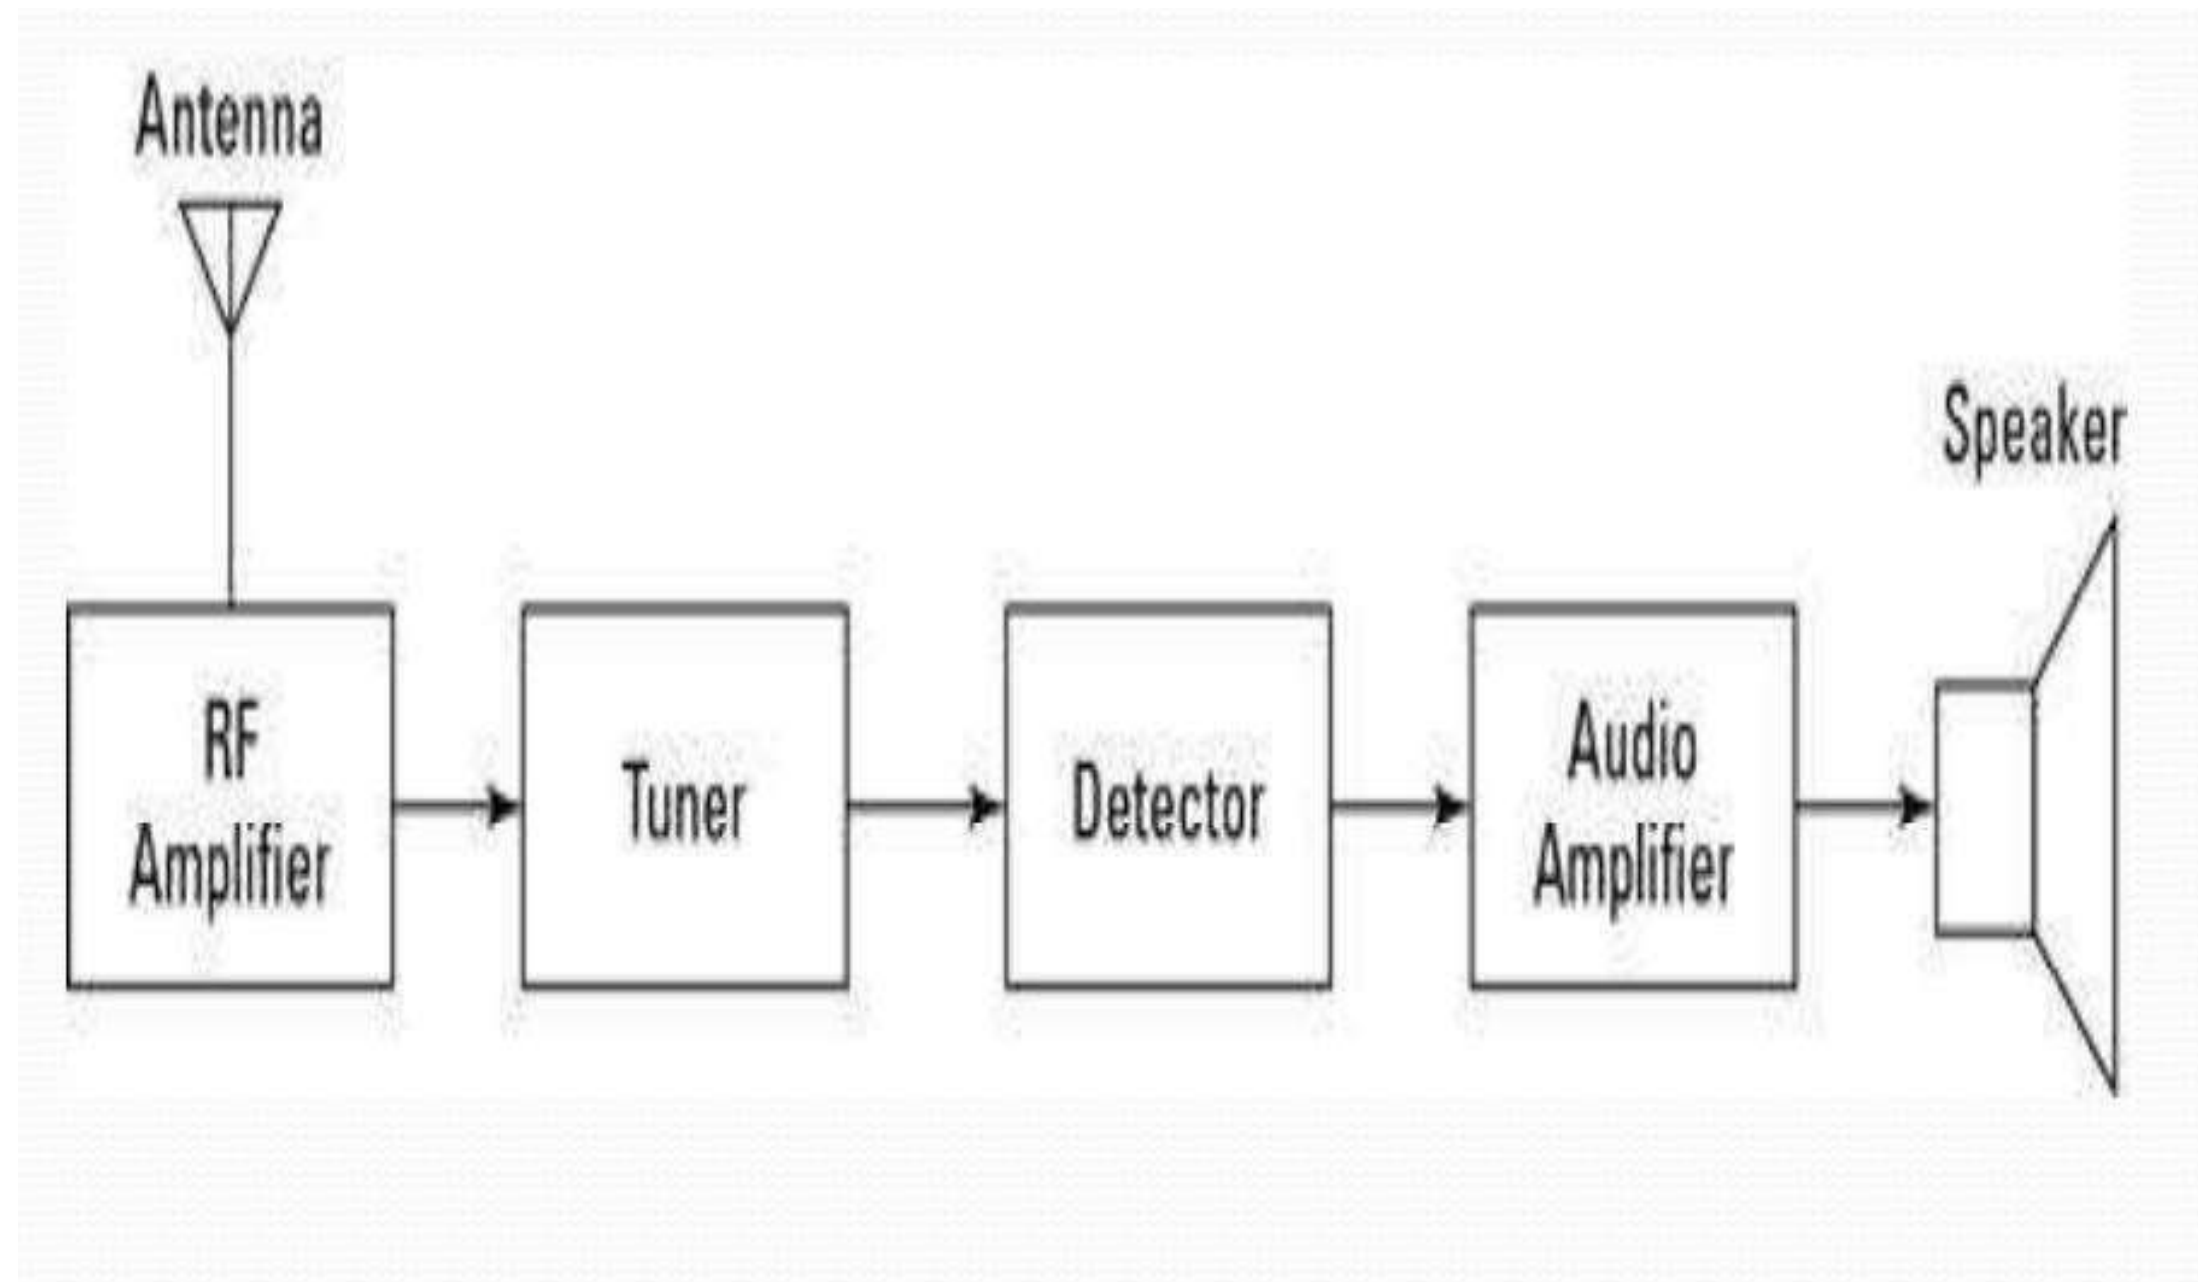 Antenna
Speaker
RF
Amplifier
Tuner
Detector
Audio
Amplifier